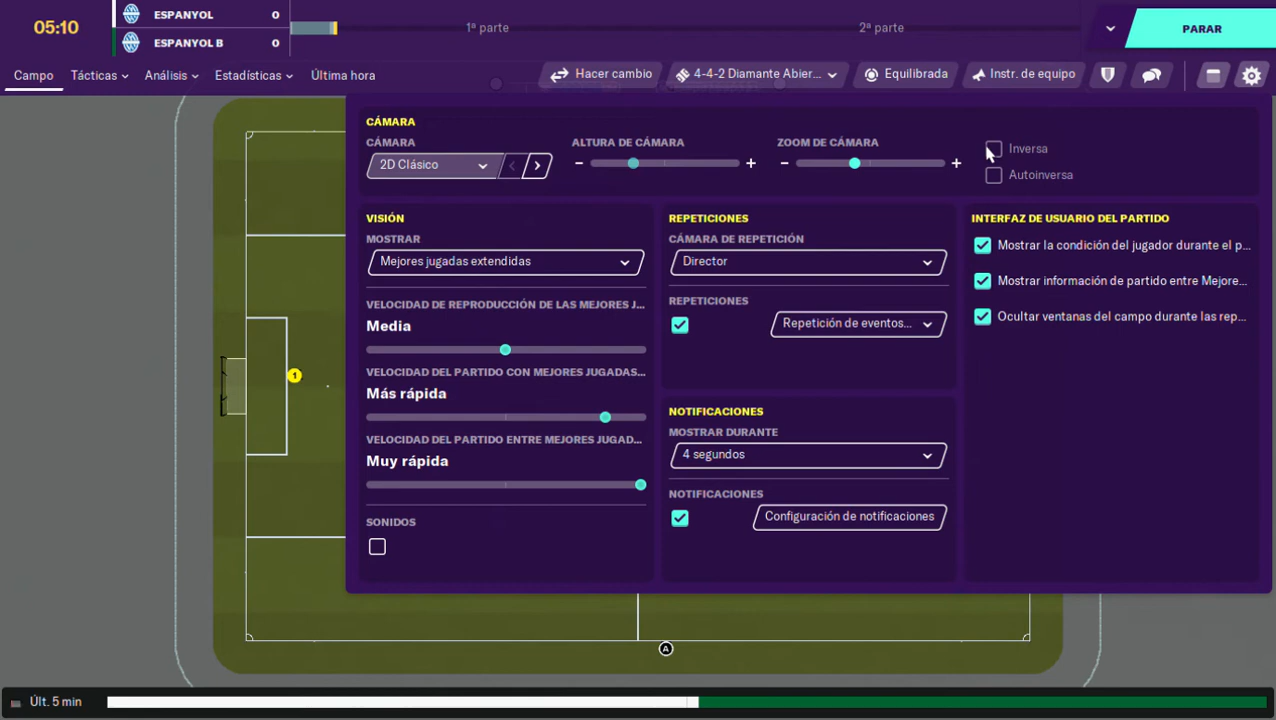 05:10
ESPANYOL 0
ESPANYOL B 0
1ª parte
2ª parte
PARAR
Campo
Tácticas
Análisis
Estadísticas
Última hora
Hacer cambio
4-4-2 Diamante Abier...
Equilibrada
Instr. de equipo
CÁMARA
CÁMARA
2D Clásico
ALTURA DE CÁMARA
ZOOM DE CÁMARA
Inversa
Autoinversa
VISIÓN
MOSTRAR
Mejores jugadas extendidas
VELOCIDAD DE REPRODUCCIÓN DE LAS MEJORES J...
Media
VELOCIDAD DEL PARTIDO CON MEJORES JUGADAS...
Más rápida
VELOCIDAD DEL PARTIDO ENTRE MEJORES JUGAD...
Muy rápida
SONIDOS
REPETICIONES
CÁMARA DE REPETICIÓN
Director
REPETICIONES
Repetición de eventos...
NOTIFICACIONES
MOSTRAR DURANTE
4 segundos
NOTIFICACIONES
Configuración de notificaciones
INTERFAZ DE USUARIO DEL PARTIDO
Mostrar la condición del jugador durante el p...
Mostrar información de partido entre Mejore...
Ocultar ventanas del campo durante las rep...
1
A
Últ. 5 min